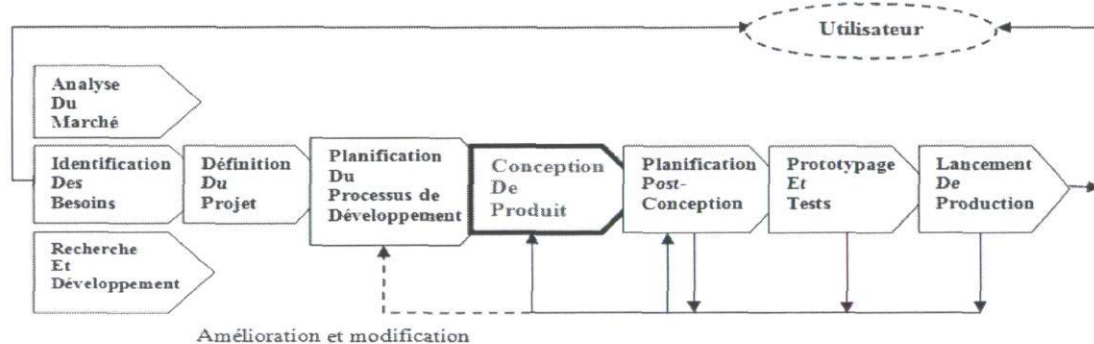 Utilisateur
Analyse
Du
Marché
Identification
Des
Besoins
Définition
Du
Projet
Planification
Du
Processus de
Développement
Conception
De
Produit
Planification
Post-
Conception
Prototypage
Et
Tests
Lancement
De
Production
Recherche
Et
Développement
Amélioration et modification